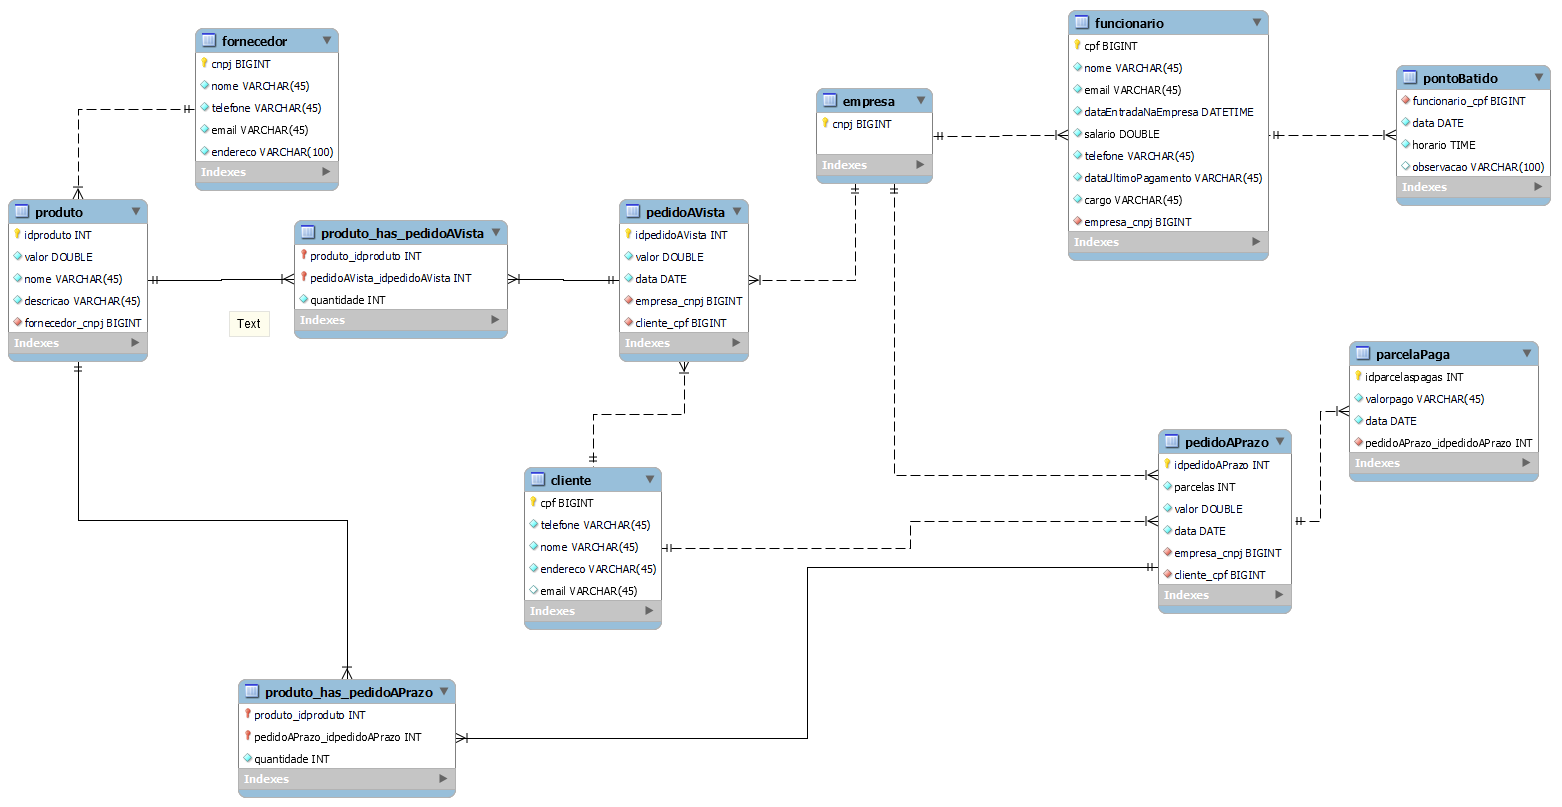 fornecedor
cnpj BIGINT
nome VARCHAR(45)
telefone VARCHAR(45)
email VARCHAR(45)
endereco VARCHAR(100)
Indexes
produto
idproduto INT
valor DOUBLE
nome VARCHAR(45)
descricao VARCHAR(45)
fornecedor_cnpj BIGINT
Indexes
produto_has_pedidoAVista
produto_idproduto INT
pedidoAVista_idpedidoAVista INT
quantidade INT
Indexes
Text
pedidoAVista
idpedidoAVista INT
valor DOUBLE
data DATE
empresa_cnpj BIGINT
cliente_cpf BIGINT
Indexes
empresa
cnpj BIGINT
Indexes
funcionario
cpf BIGINT
nome VARCHAR(45)
email VARCHAR(45)
dataEntradaNaEmpresa DATETIME
salario DOUBLE
telefone VARCHAR(45)
dataUltimoPagamento VARCHAR(45)
cargo VARCHAR(45)
empresa_cnpj BIGINT
Indexes
pontoBatido
funcionario_cpf BIGINT
data DATE
horario TIME
observacao VARCHAR(100)
Indexes
parcelaPaga
idparcelaspagas INT
valorpago VARCHAR(45)
data DATE
pedidoAPrazo_idpedidoAPrazo INT
Indexes
pedidoAPrazo
idpedidoAPrazo INT
parcelas INT
valor DOUBLE
data DATE
empresa_cnpj BIGINT
cliente_cpf BIGINT
Indexes
cliente
cpf BIGINT
telefone VARCHAR(45)
nome VARCHAR(45)
endereco VARCHAR(45)
email VARCHAR(45)
Indexes
produto_has_pedidoAPrazo
produto_idproduto INT
pedidoAPrazo_idpedidoAPrazo INT
quantidade INT
Indexes